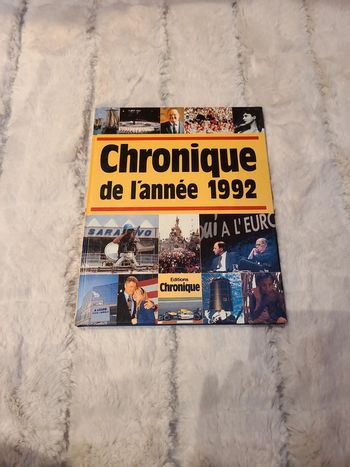 Chronique
de l'année 1992
SARAJEVO
OUI A L'EURO
Editions
Chronique